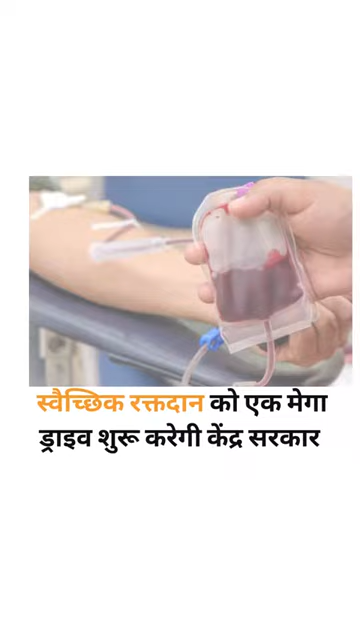 स्वैच्छिक रक्तदान को एक मेगा
ड्राइव शुरू करेगी केंद्र सरकार